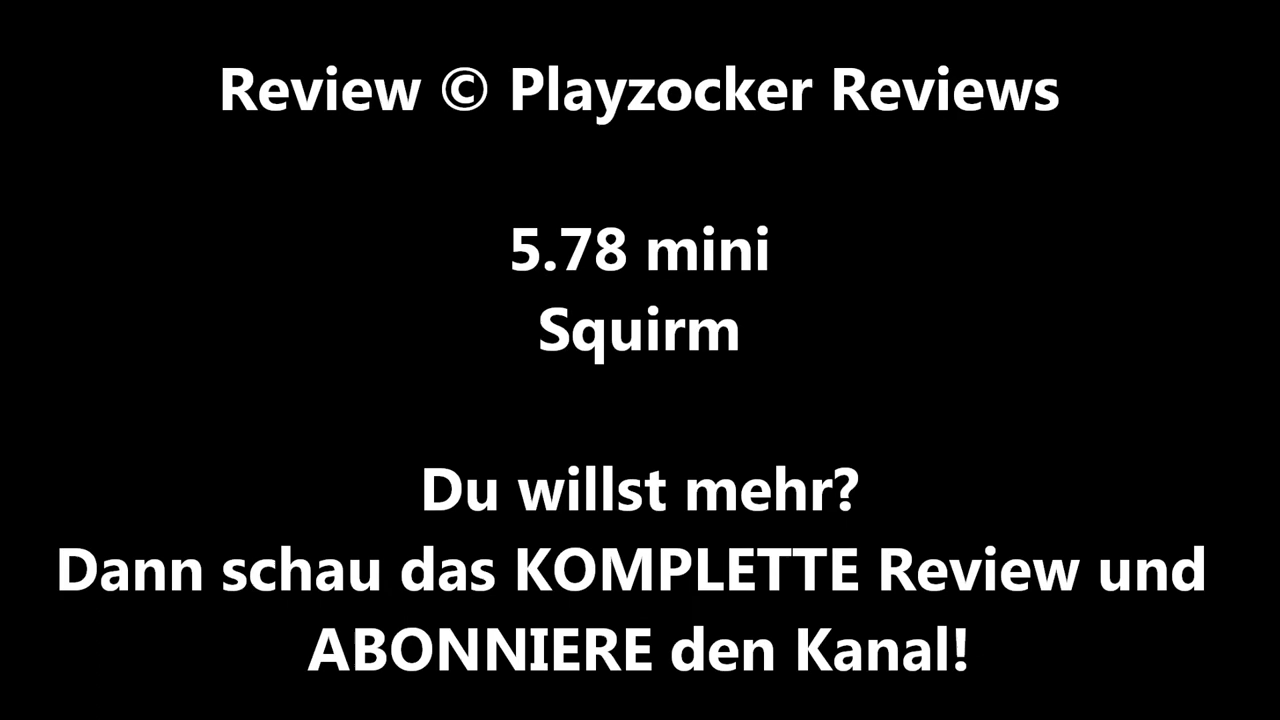 Review © Playzocker Reviews
5.78 mini
Squirm
Du willst mehr?
Dann schau das KOMPLETTE Review und
ABONNIERE den Kanal!